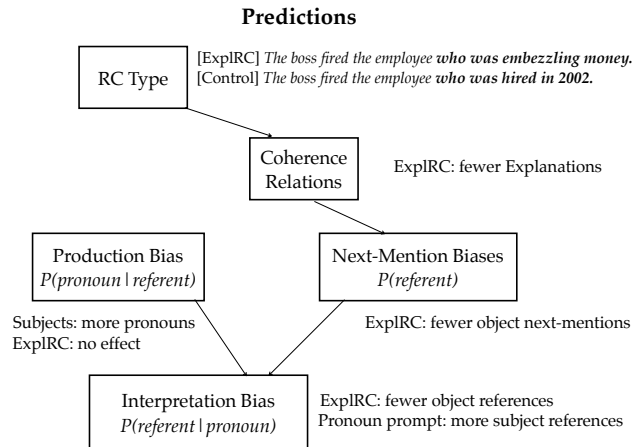 Predictions
RC Type
[ExplRC] The boss fired the employee who was embezzling money.
[Control] The boss fired the employee who was hired in 2002.
Coherence
Relations
ExplRC: fewer Explanations
Production Bias
P(pronoun | referent)
Next-Mention Biases
P(referent)
Subjects: more pronouns
ExplRC: no effect
ExplRC: fewer object next-mentions
Interpretation Bias
P(referent | pronoun)
ExplRC: fewer object references
Pronoun prompt: more subject references